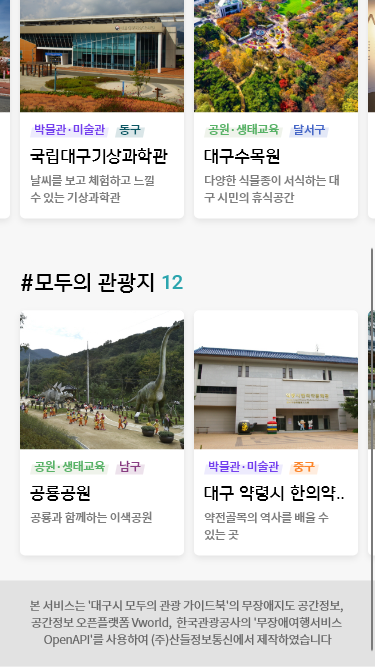 박물관·미술관 동구
국립대구기상과학관
날씨를 보고 체험하고 느낄
수 있는 기상과학관
공원·생태교육 달서구
대구수목원
다양한 식물종이 서식하는 대
구 시민의 휴식공간
#모두의 관광지 12
공원·생태교육 남구
공룡공원
공룡과 함께하는 이색공원
박물관·미술관 중구
대구 약령시 한의약..
약전골목의 역사를 배울 수
있는 곳
본 서비스는 '대구시 모두의 관광 가이드북'의 무장애지도 공간정보,
공간정보 오픈플랫폼 Vworld, 한국관광공사의 '무장애여행서비스
OpenAPI'를 사용하여 (주)산들정보통신에서 제작하였습니다